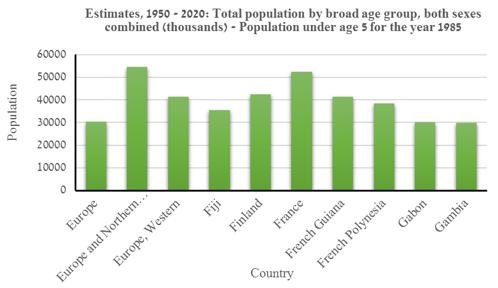 Estimates, 1950 - 2020: Total population by broad age group, both sexes
combined (thousands) - Population under age 5 for the year 1985
60000
50000
40000
30000
20000
10000
0
Population
Europe
Europe and Northern...
Europe, Western
Fiji
Finland
France
French Guiana
French Polynesia
Gabon
Gambia
Country